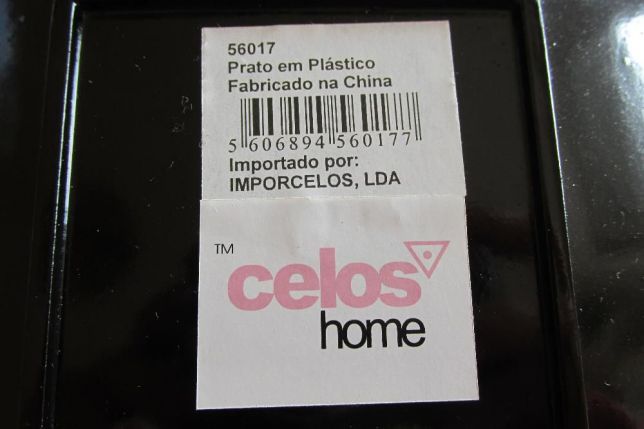 56017
Prato em Plástico
Fabricado na China
5 606894 560177
Importado por:
IMPORCELOS, LDA
TM
celos
home